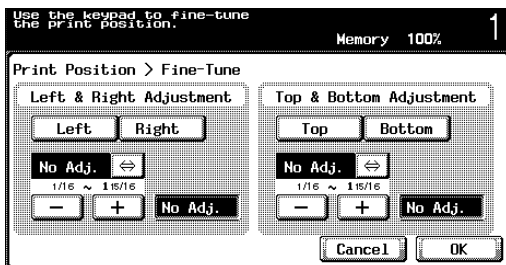 Use the keypad to fine-tune
the print position.
Memory 100% 1
Print Position > Fine-Tune
Left & Right Adjustment
Left Right
No Adj. ⇔
1/16 ~ 1 15/16
− + No Adj.
Top & Bottom Adjustment
Top Bottom
No Adj. ⇔
1/16 ~ 1 15/16
− + No Adj.
Cancel OK